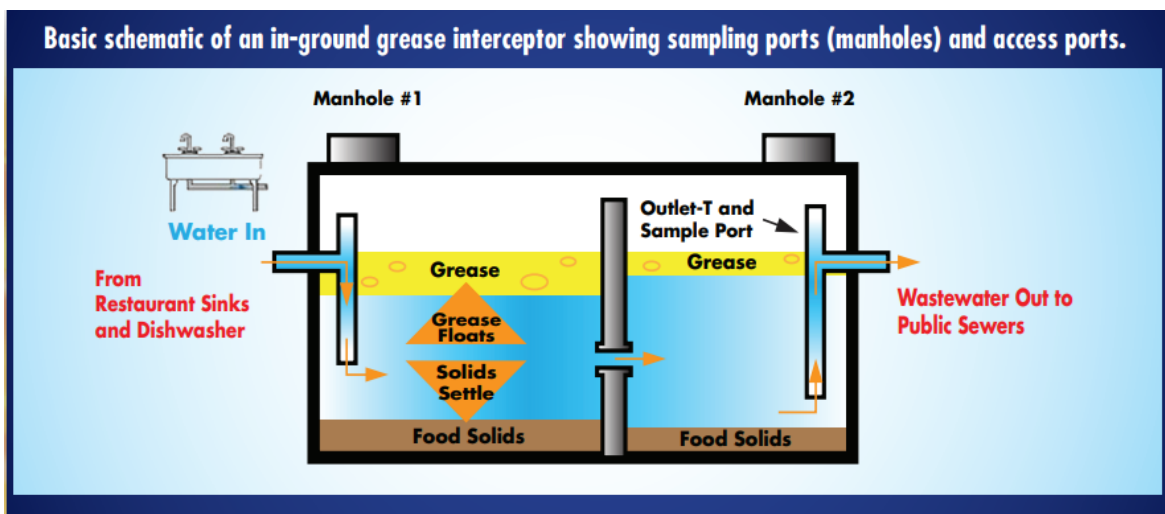 Basic schematic of an in-ground grease interceptor showing sampling ports (manholes) and access ports.
Manhole #1
Manhole #2
Water In
From
Restaurant Sinks
and Dishwasher
Grease
Grease
Floats
Solids
Settle
Food Solids
Outlet-T and
Sample Port
Grease
Food Solids
Wastewater Out to
Public Sewers